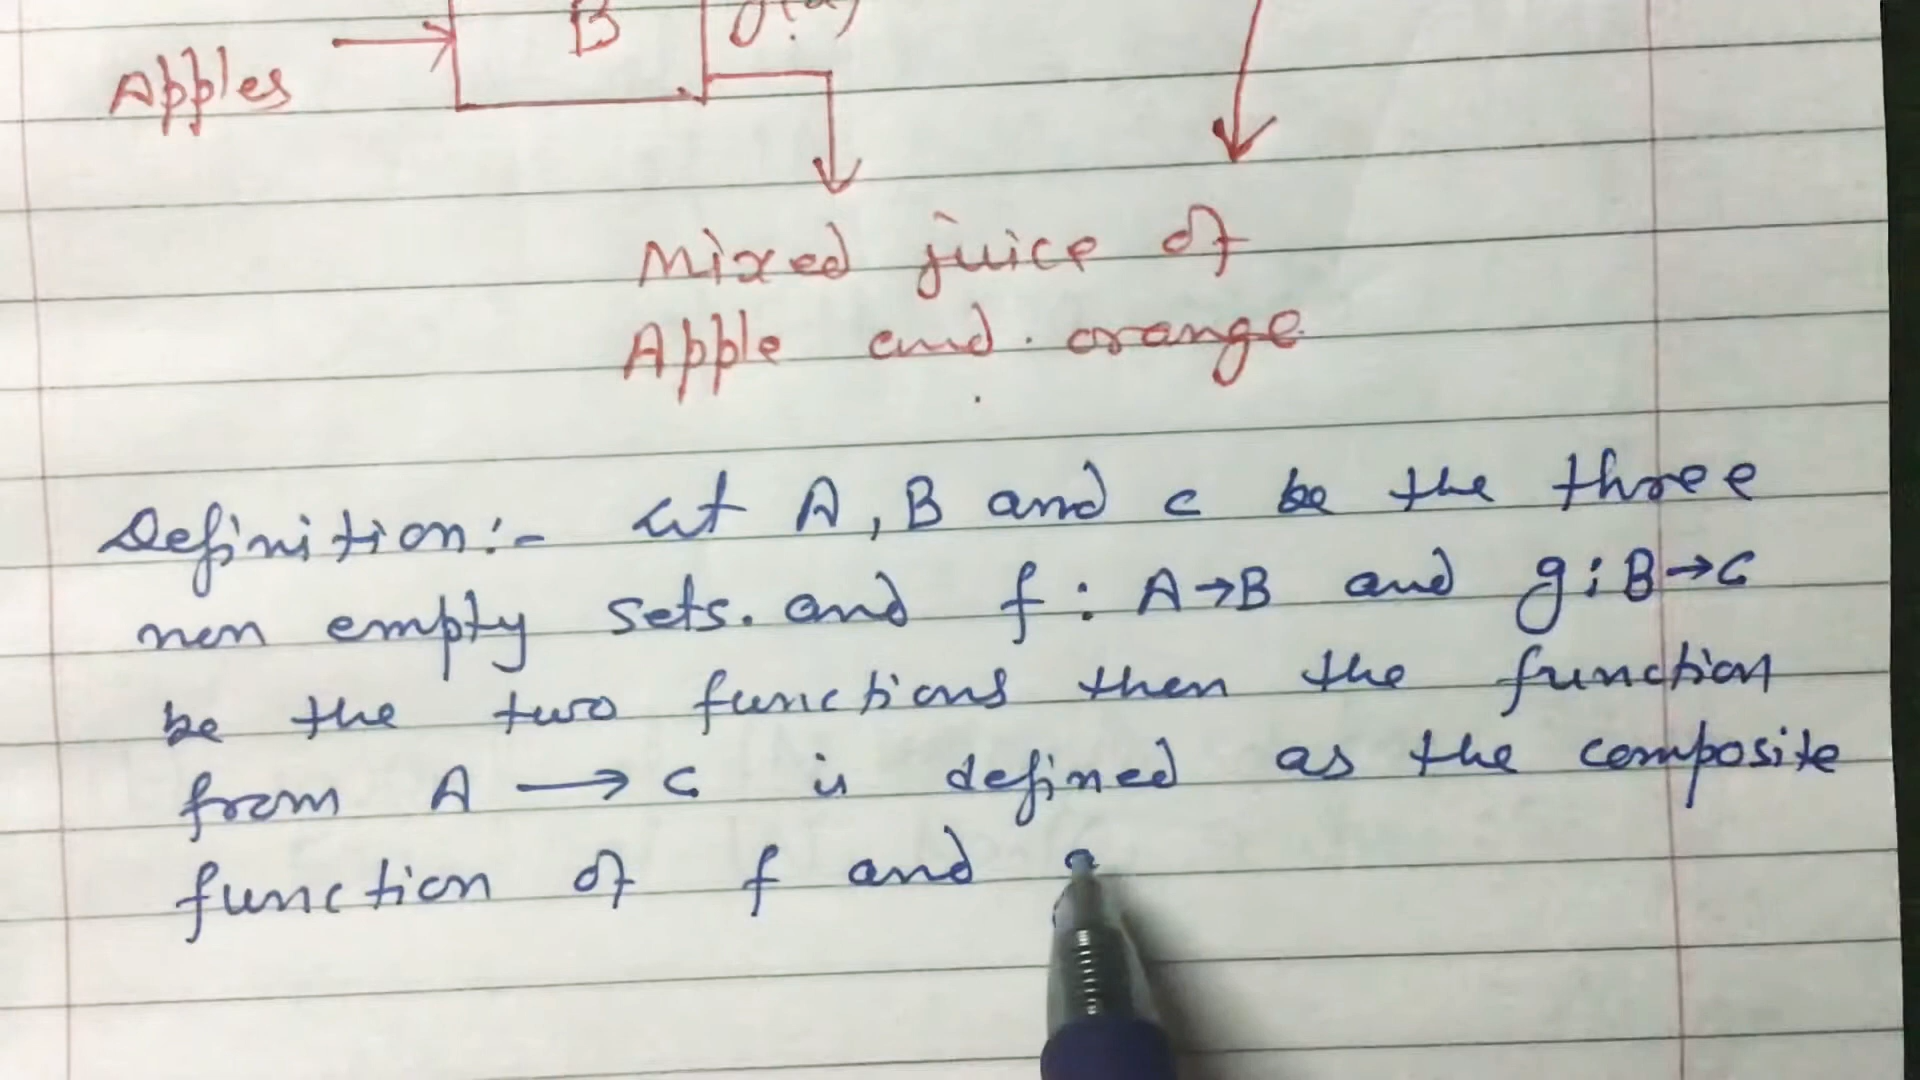 B
Apples
Mixed juice of
Apple and orange
Definition:- Let A, B and C be the three
non empty sets. and f : A→B and g : B→C
be the two functions then the function
from A → C is defined as the composite
function of f and g